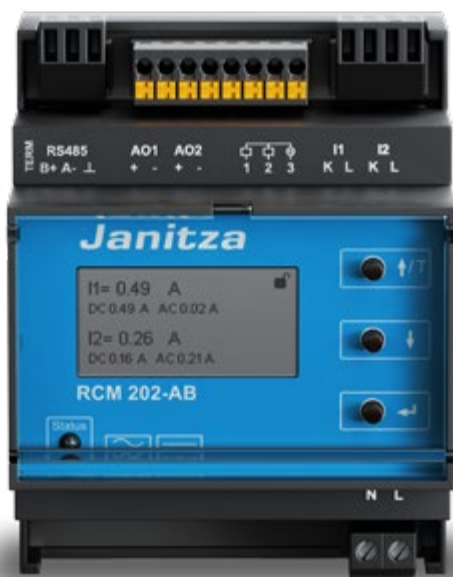 TERM
RS485 AO1 AO2 I1 I2
B+ A- ⊥ + - + - 1 2 3 K L K L
Janitza
I1= 0.49 A
DC 0.49 A AC 0.02 A
I2= 0.26 A
DC 0.16 A AC 0.21 A
↑/T
↓
↵
RCM 202-AB
Status
N L